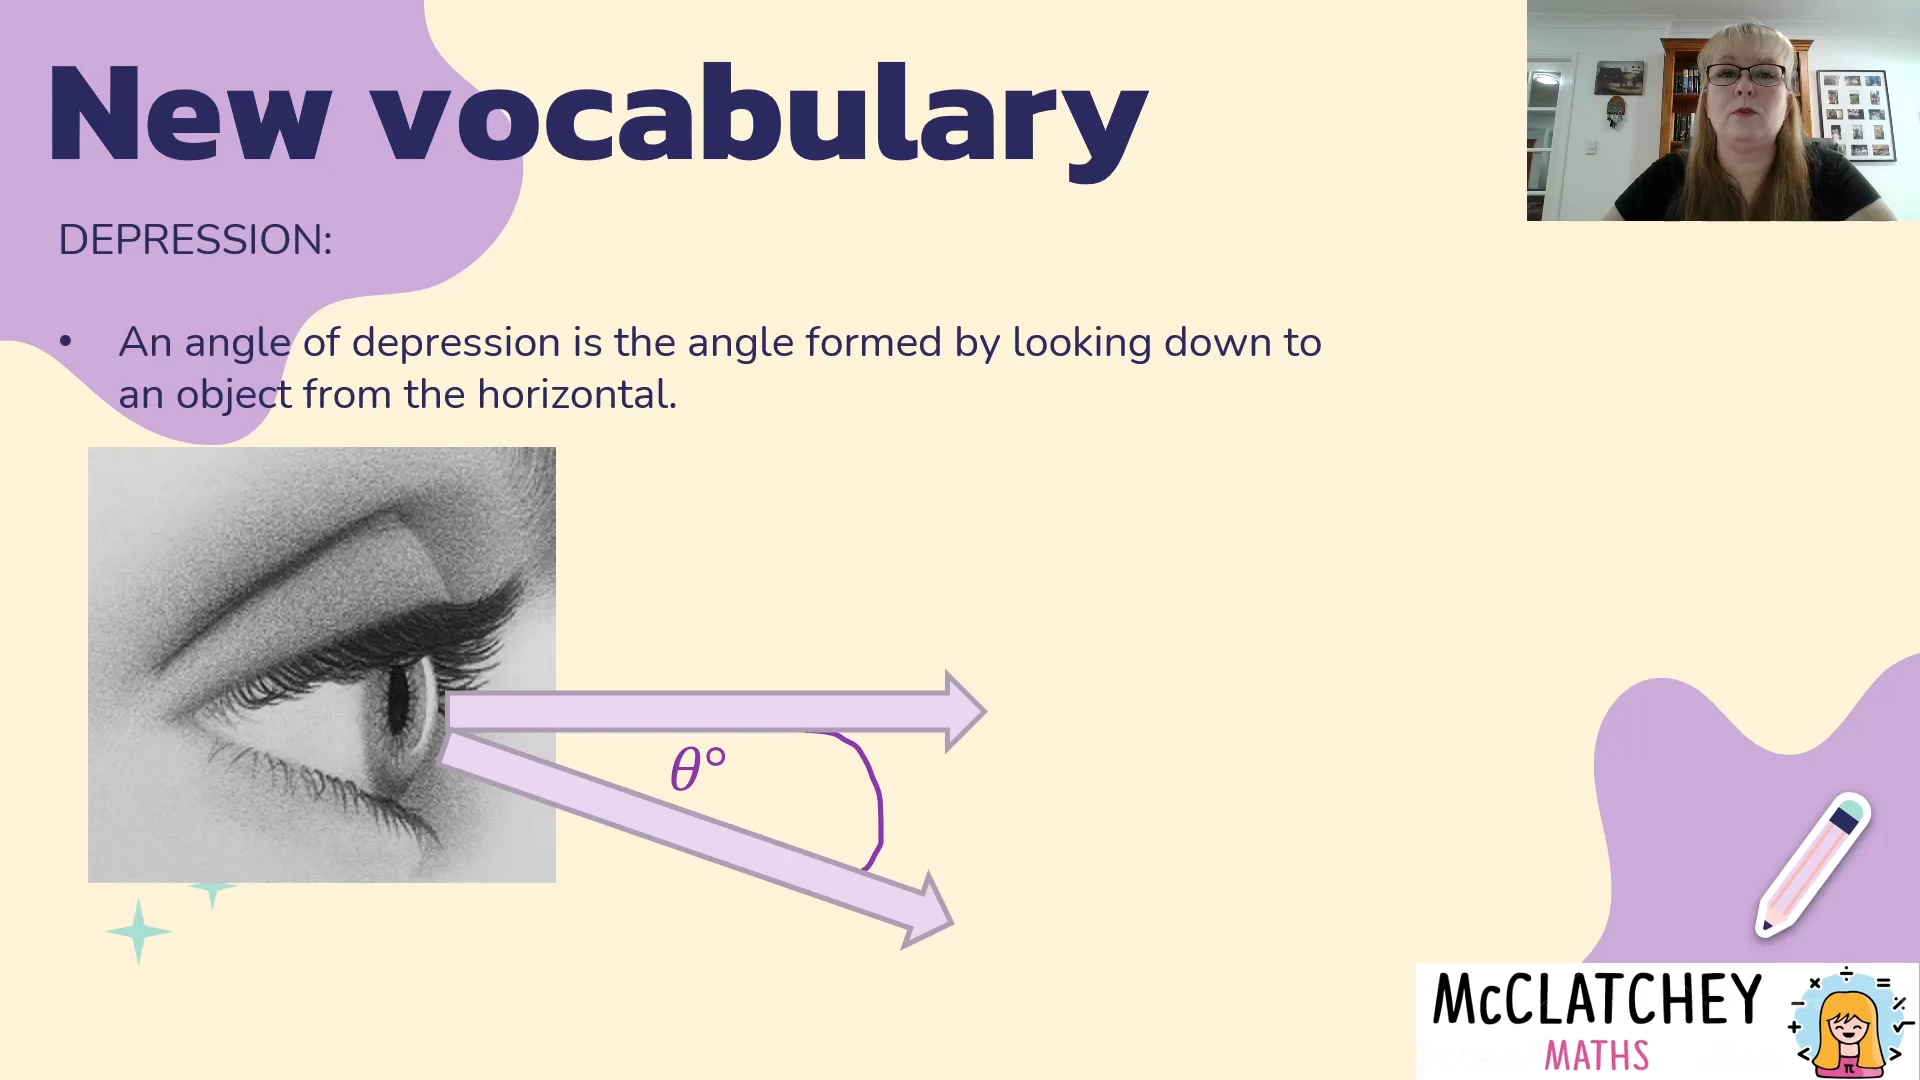 New vocabulary
DEPRESSION:
• An angle of depression is the angle formed by looking down to
an object from the horizontal.
θ°
McCLATCHEY
MATHS